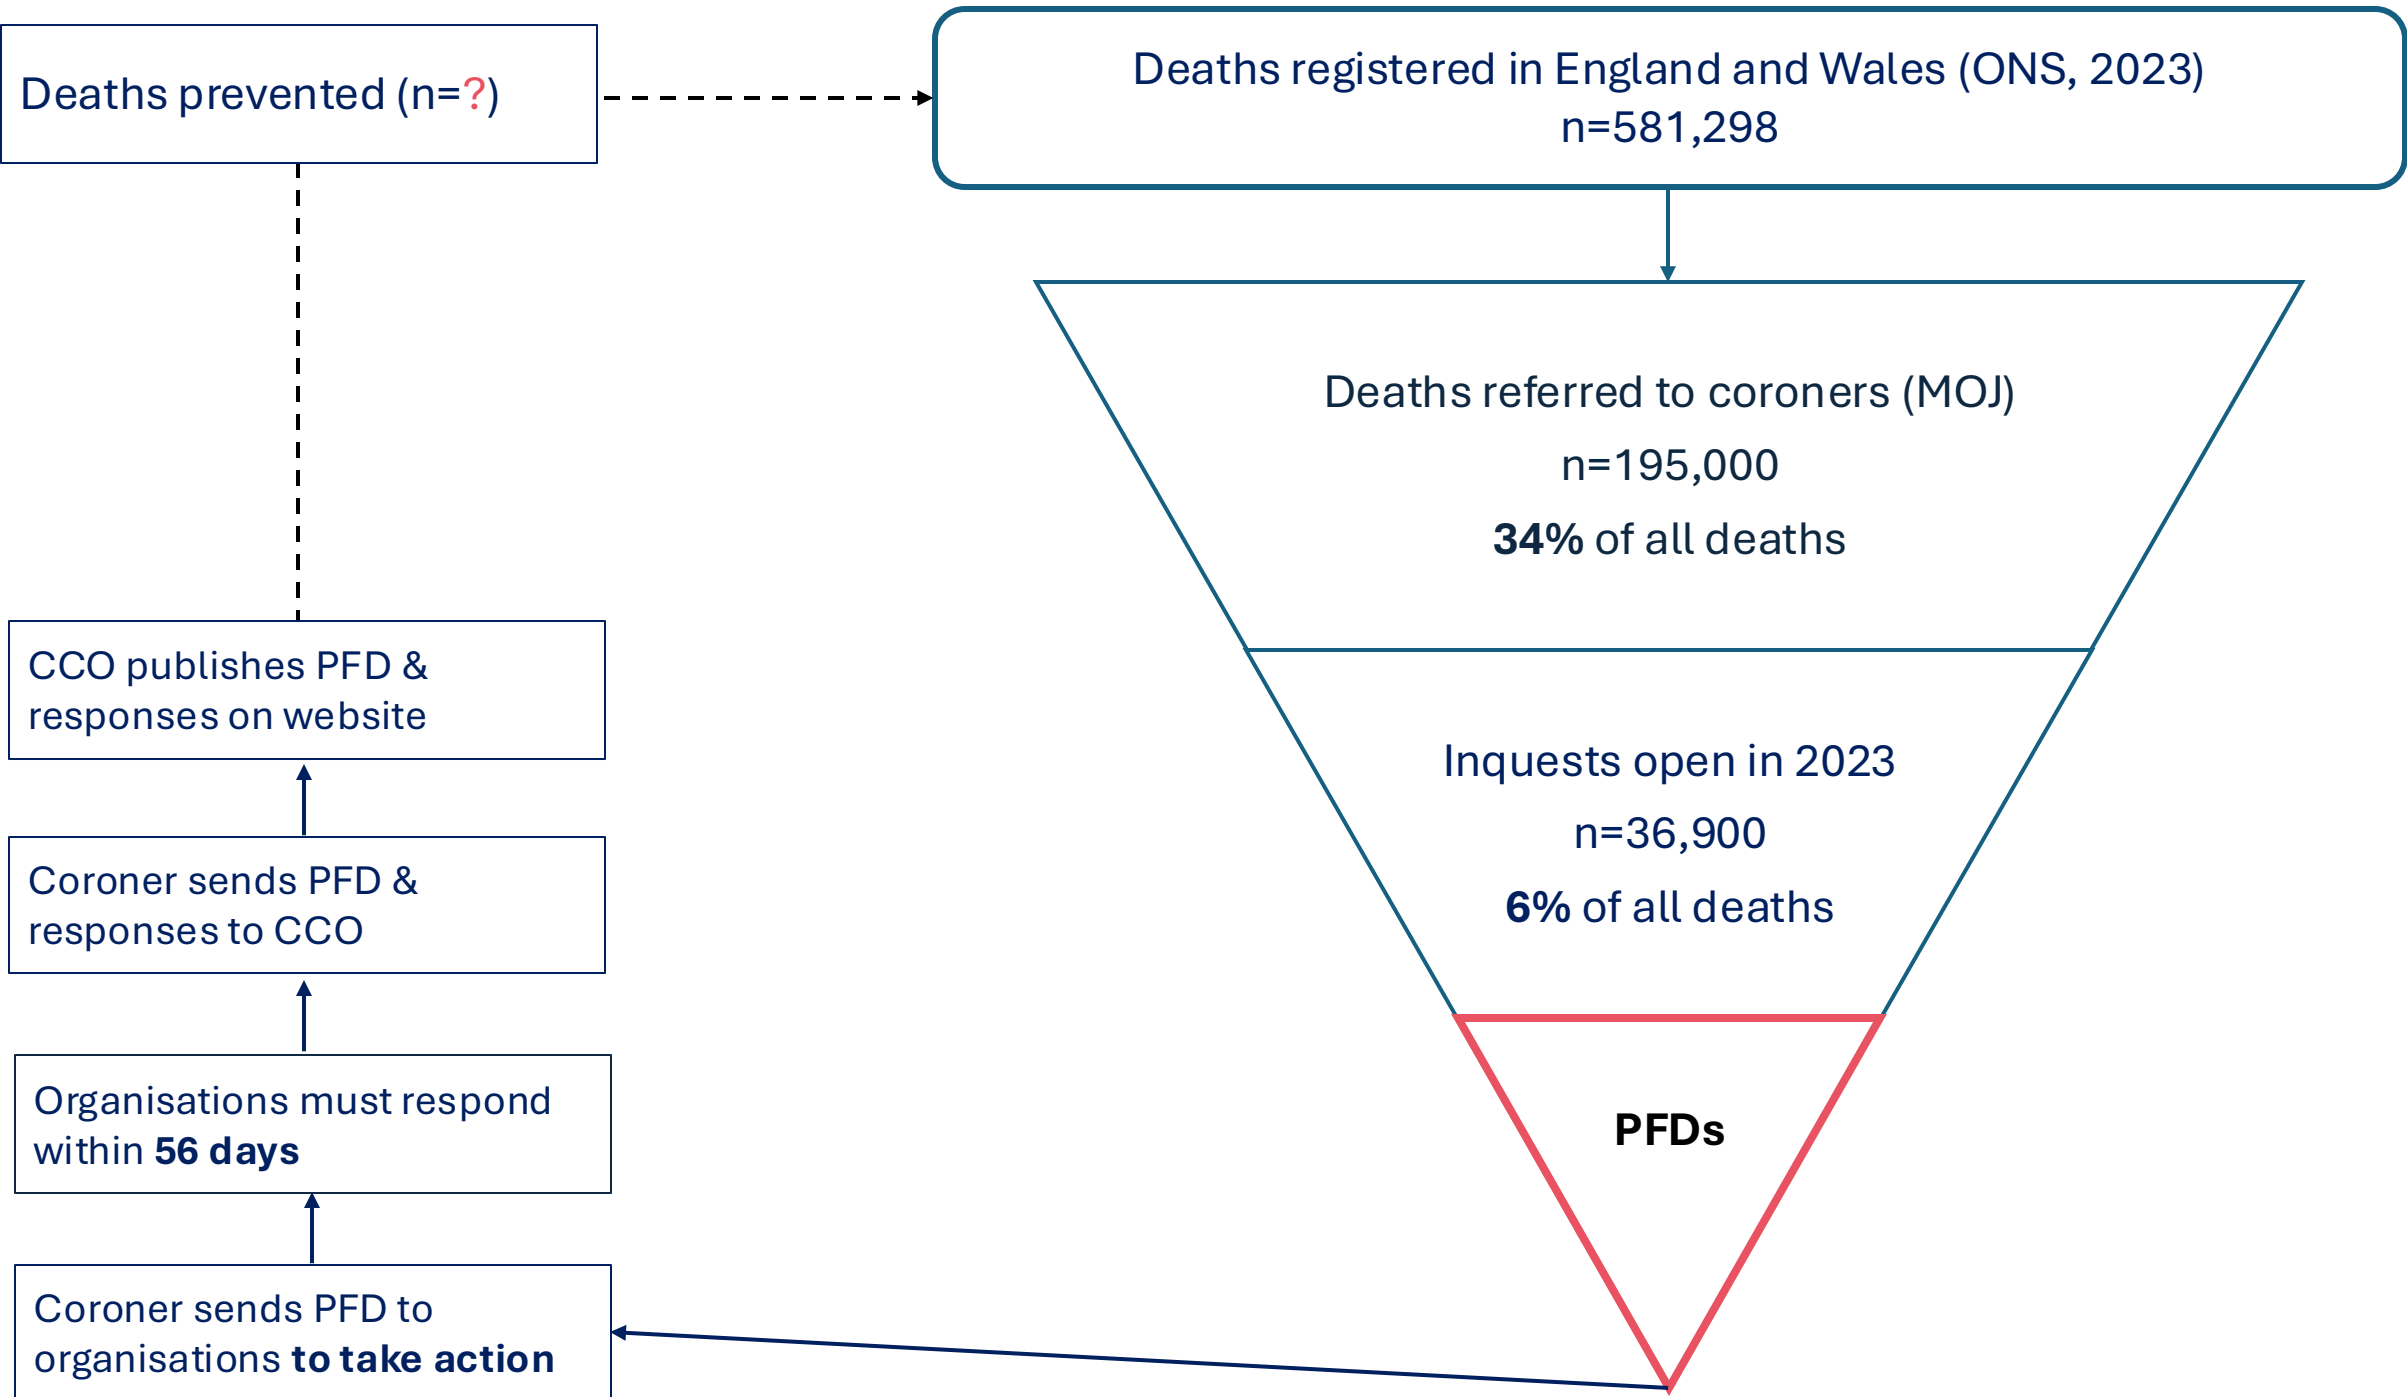 Deaths prevented (n=?)
Deaths registered in England and Wales (ONS, 2023)
n=581,298
Deaths referred to coroners (MOJ)
n=195,000
34% of all deaths
Inquests open in 2023
n=36,900
6% of all deaths
PFDs
CCO publishes PFD &
responses on website
Coroner sends PFD &
responses to CCO
Organisations must respond
within 56 days
Coroner sends PFD to
organisations to take action